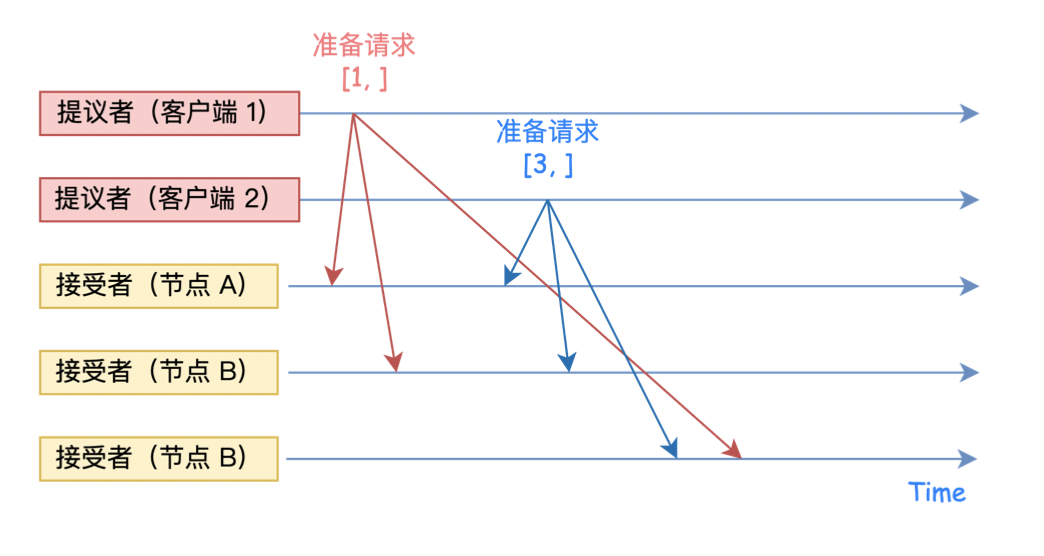 准备请求
[1, ]
提议者（客户端 1）
准备请求
[3, ]
提议者（客户端 2）
接受者（节点 A）
接受者（节点 B）
接受者（节点 B）
Time